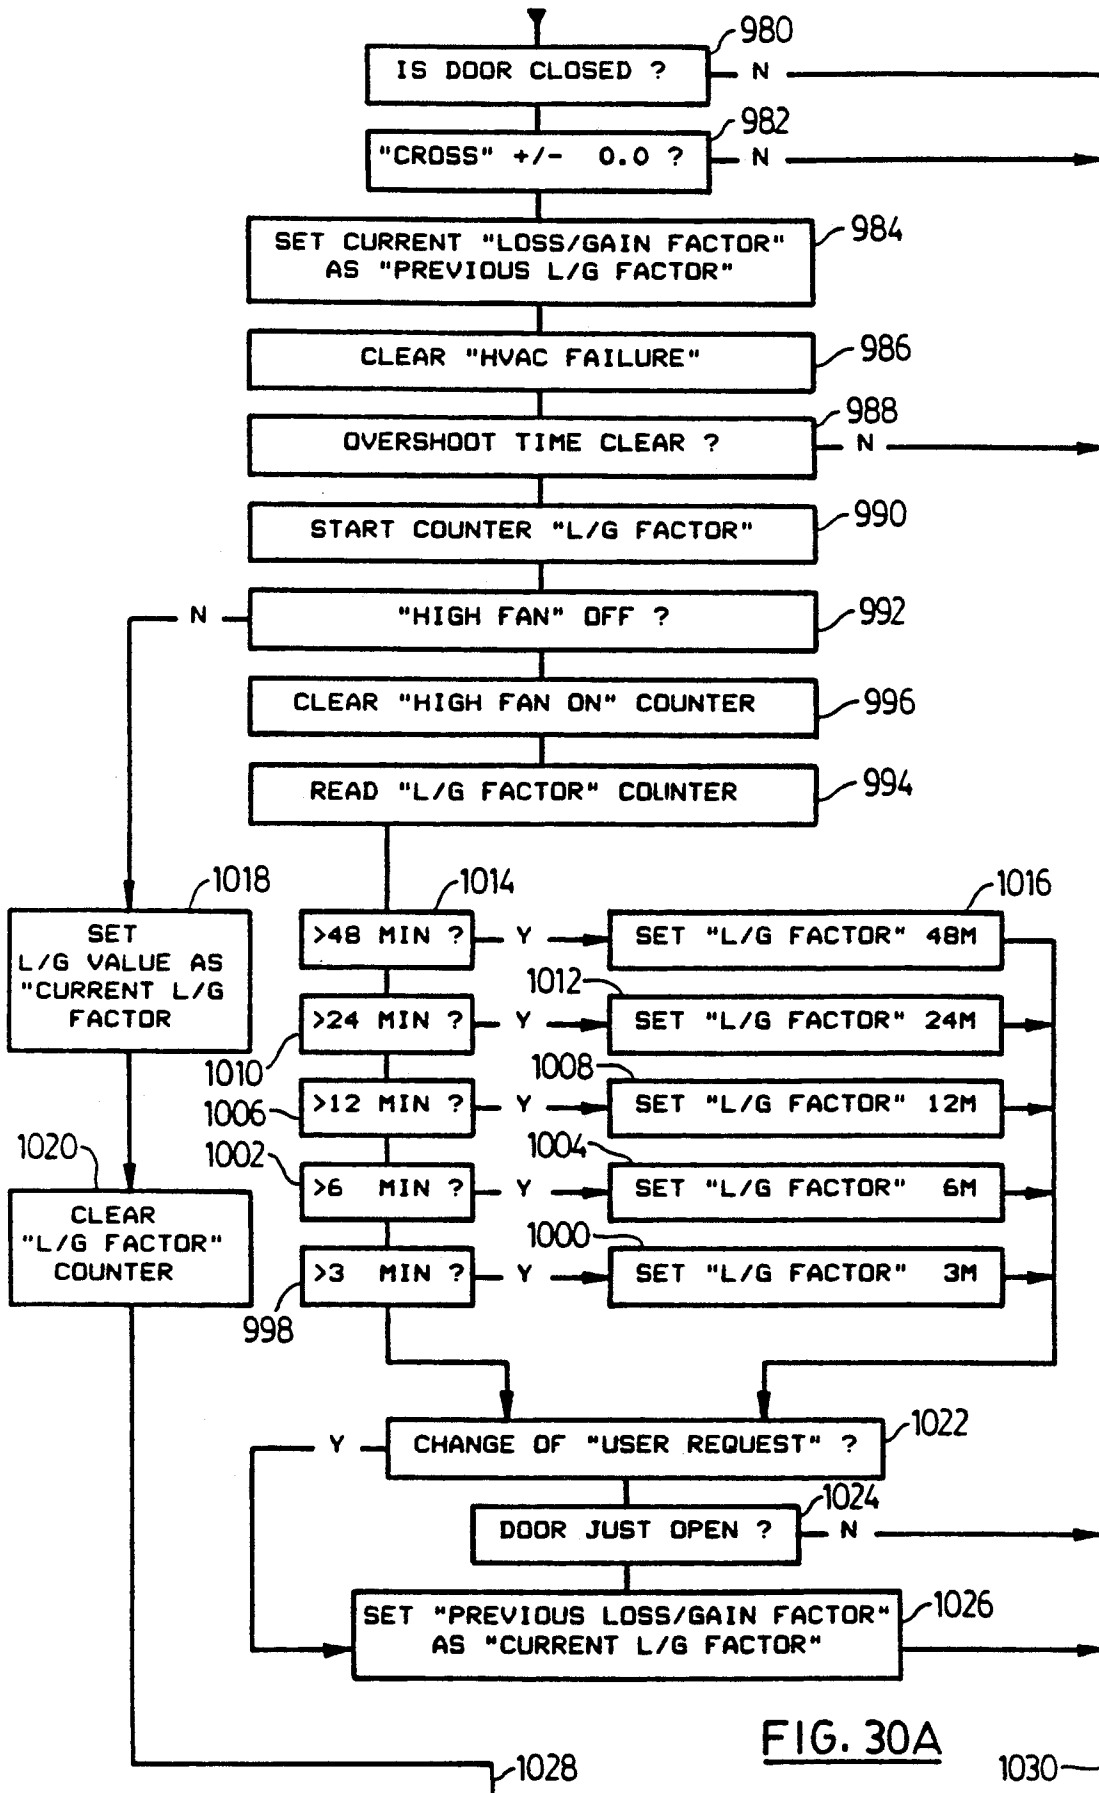 980
IS DOOR CLOSED ? N
982
"CROSS" +/- 0.0 ? N
SET CURRENT "LOSS/GAIN FACTOR" 984
AS "PREVIOUS L/G FACTOR"
CLEAR "HVAC FAILURE" 986
988
OVERSHOOT TIME CLEAR ? N
START COUNTER "L/G FACTOR" 990
N "HIGH FAN" OFF ? 992
CLEAR "HIGH FAN ON" COUNTER 996
READ "L/G FACTOR" COUNTER 994
1018
SET
L/G VALUE AS
"CURRENT L/G
FACTOR
1020
CLEAR
"L/G FACTOR"
COUNTER
1014 1016
>48 MIN ? Y SET "L/G FACTOR" 48M
1012
>24 MIN ? Y SET "L/G FACTOR" 24M
1010 1008
>12 MIN ? Y SET "L/G FACTOR" 12M
1006
1002 1004
>6 MIN ? Y SET "L/G FACTOR" 6M
1000
>3 MIN ? Y SET "L/G FACTOR" 3M
998
Y CHANGE OF "USER REQUEST" ? 1022
1024
DOOR JUST OPEN ? N
SET "PREVIOUS LOSS/GAIN FACTOR" 1026
AS "CURRENT L/G FACTOR"
FIG. 30A
1028 1030